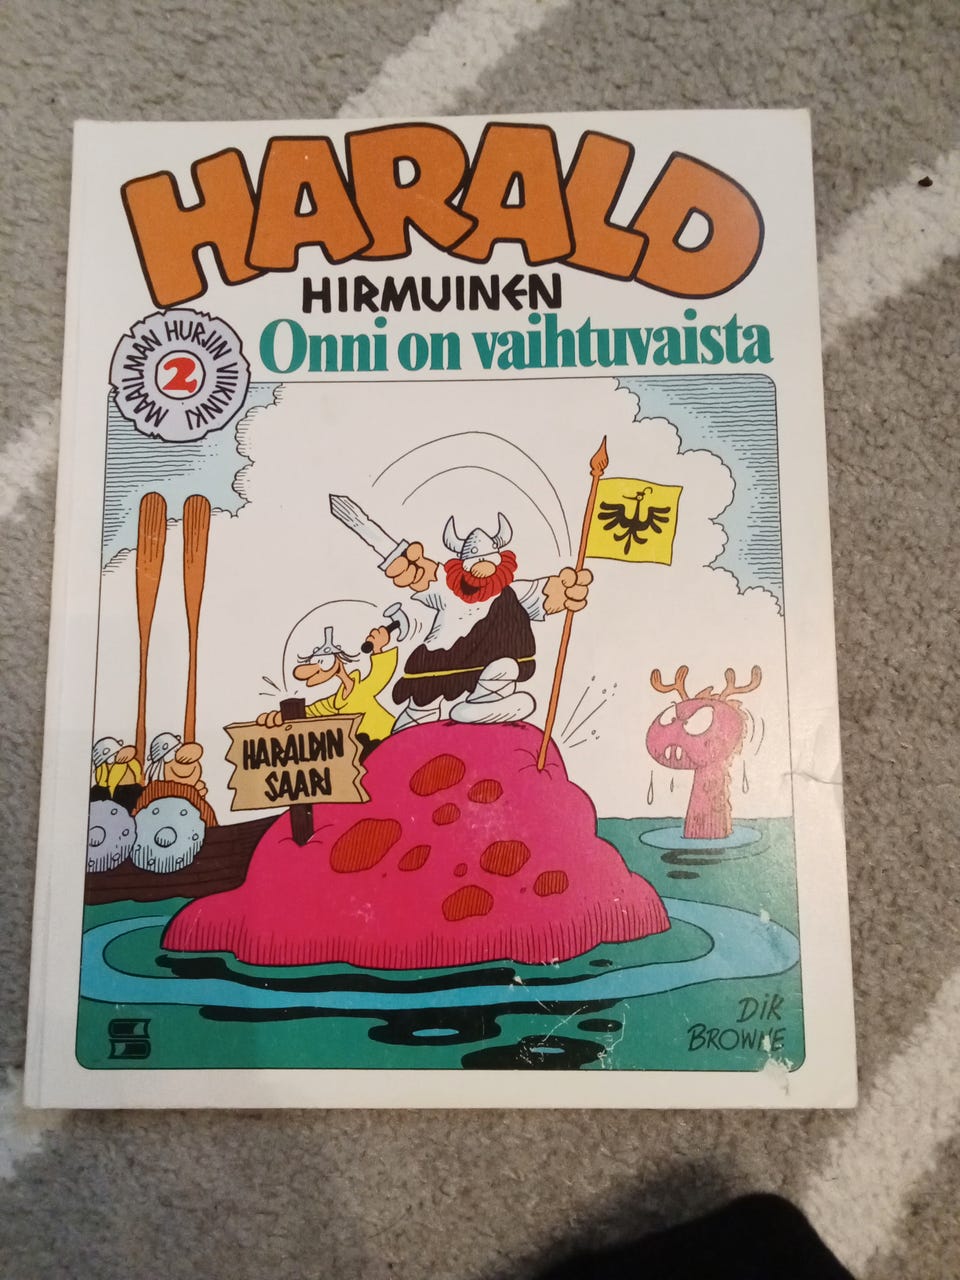 HARALD
HIRMUINEN
Onni on vaihtuvaista
MAAILMAN HURJIN VIIKINKI
2
HARALDIN
SAARI
DIK
BROWNE